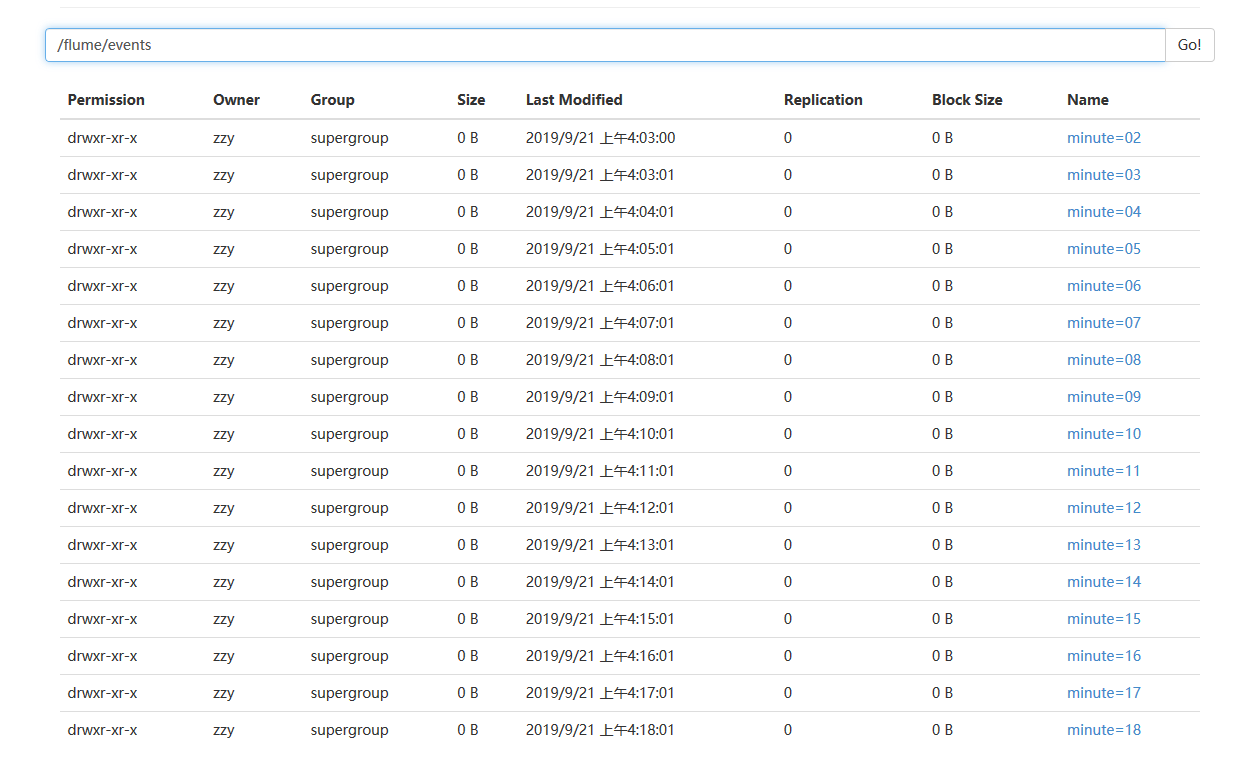 /flume/events Go!
Permission Owner Group Size Last Modified Replication Block Size Name
drwxr-xr-x zzy supergroup 0 B 2019/9/21 上午4:03:00 0 0 B minute=02
drwxr-xr-x zzy supergroup 0 B 2019/9/21 上午4:03:01 0 0 B minute=03
drwxr-xr-x zzy supergroup 0 B 2019/9/21 上午4:04:01 0 0 B minute=04
drwxr-xr-x zzy supergroup 0 B 2019/9/21 上午4:05:01 0 0 B minute=05
drwxr-xr-x zzy supergroup 0 B 2019/9/21 上午4:06:01 0 0 B minute=06
drwxr-xr-x zzy supergroup 0 B 2019/9/21 上午4:07:01 0 0 B minute=07
drwxr-xr-x zzy supergroup 0 B 2019/9/21 上午4:08:01 0 0 B minute=08
drwxr-xr-x zzy supergroup 0 B 2019/9/21 上午4:09:01 0 0 B minute=09
drwxr-xr-x zzy supergroup 0 B 2019/9/21 上午4:10:01 0 0 B minute=10
drwxr-xr-x zzy supergroup 0 B 2019/9/21 上午4:11:01 0 0 B minute=11
drwxr-xr-x zzy supergroup 0 B 2019/9/21 上午4:12:01 0 0 B minute=12
drwxr-xr-x zzy supergroup 0 B 2019/9/21 上午4:13:01 0 0 B minute=13
drwxr-xr-x zzy supergroup 0 B 2019/9/21 上午4:14:01 0 0 B minute=14
drwxr-xr-x zzy supergroup 0 B 2019/9/21 上午4:15:01 0 0 B minute=15
drwxr-xr-x zzy supergroup 0 B 2019/9/21 上午4:16:01 0 0 B minute=16
drwxr-xr-x zzy supergroup 0 B 2019/9/21 上午4:17:01 0 0 B minute=17
drwxr-xr-x zzy supergroup 0 B 2019/9/21 上午4:18:01 0 0 B minute=18